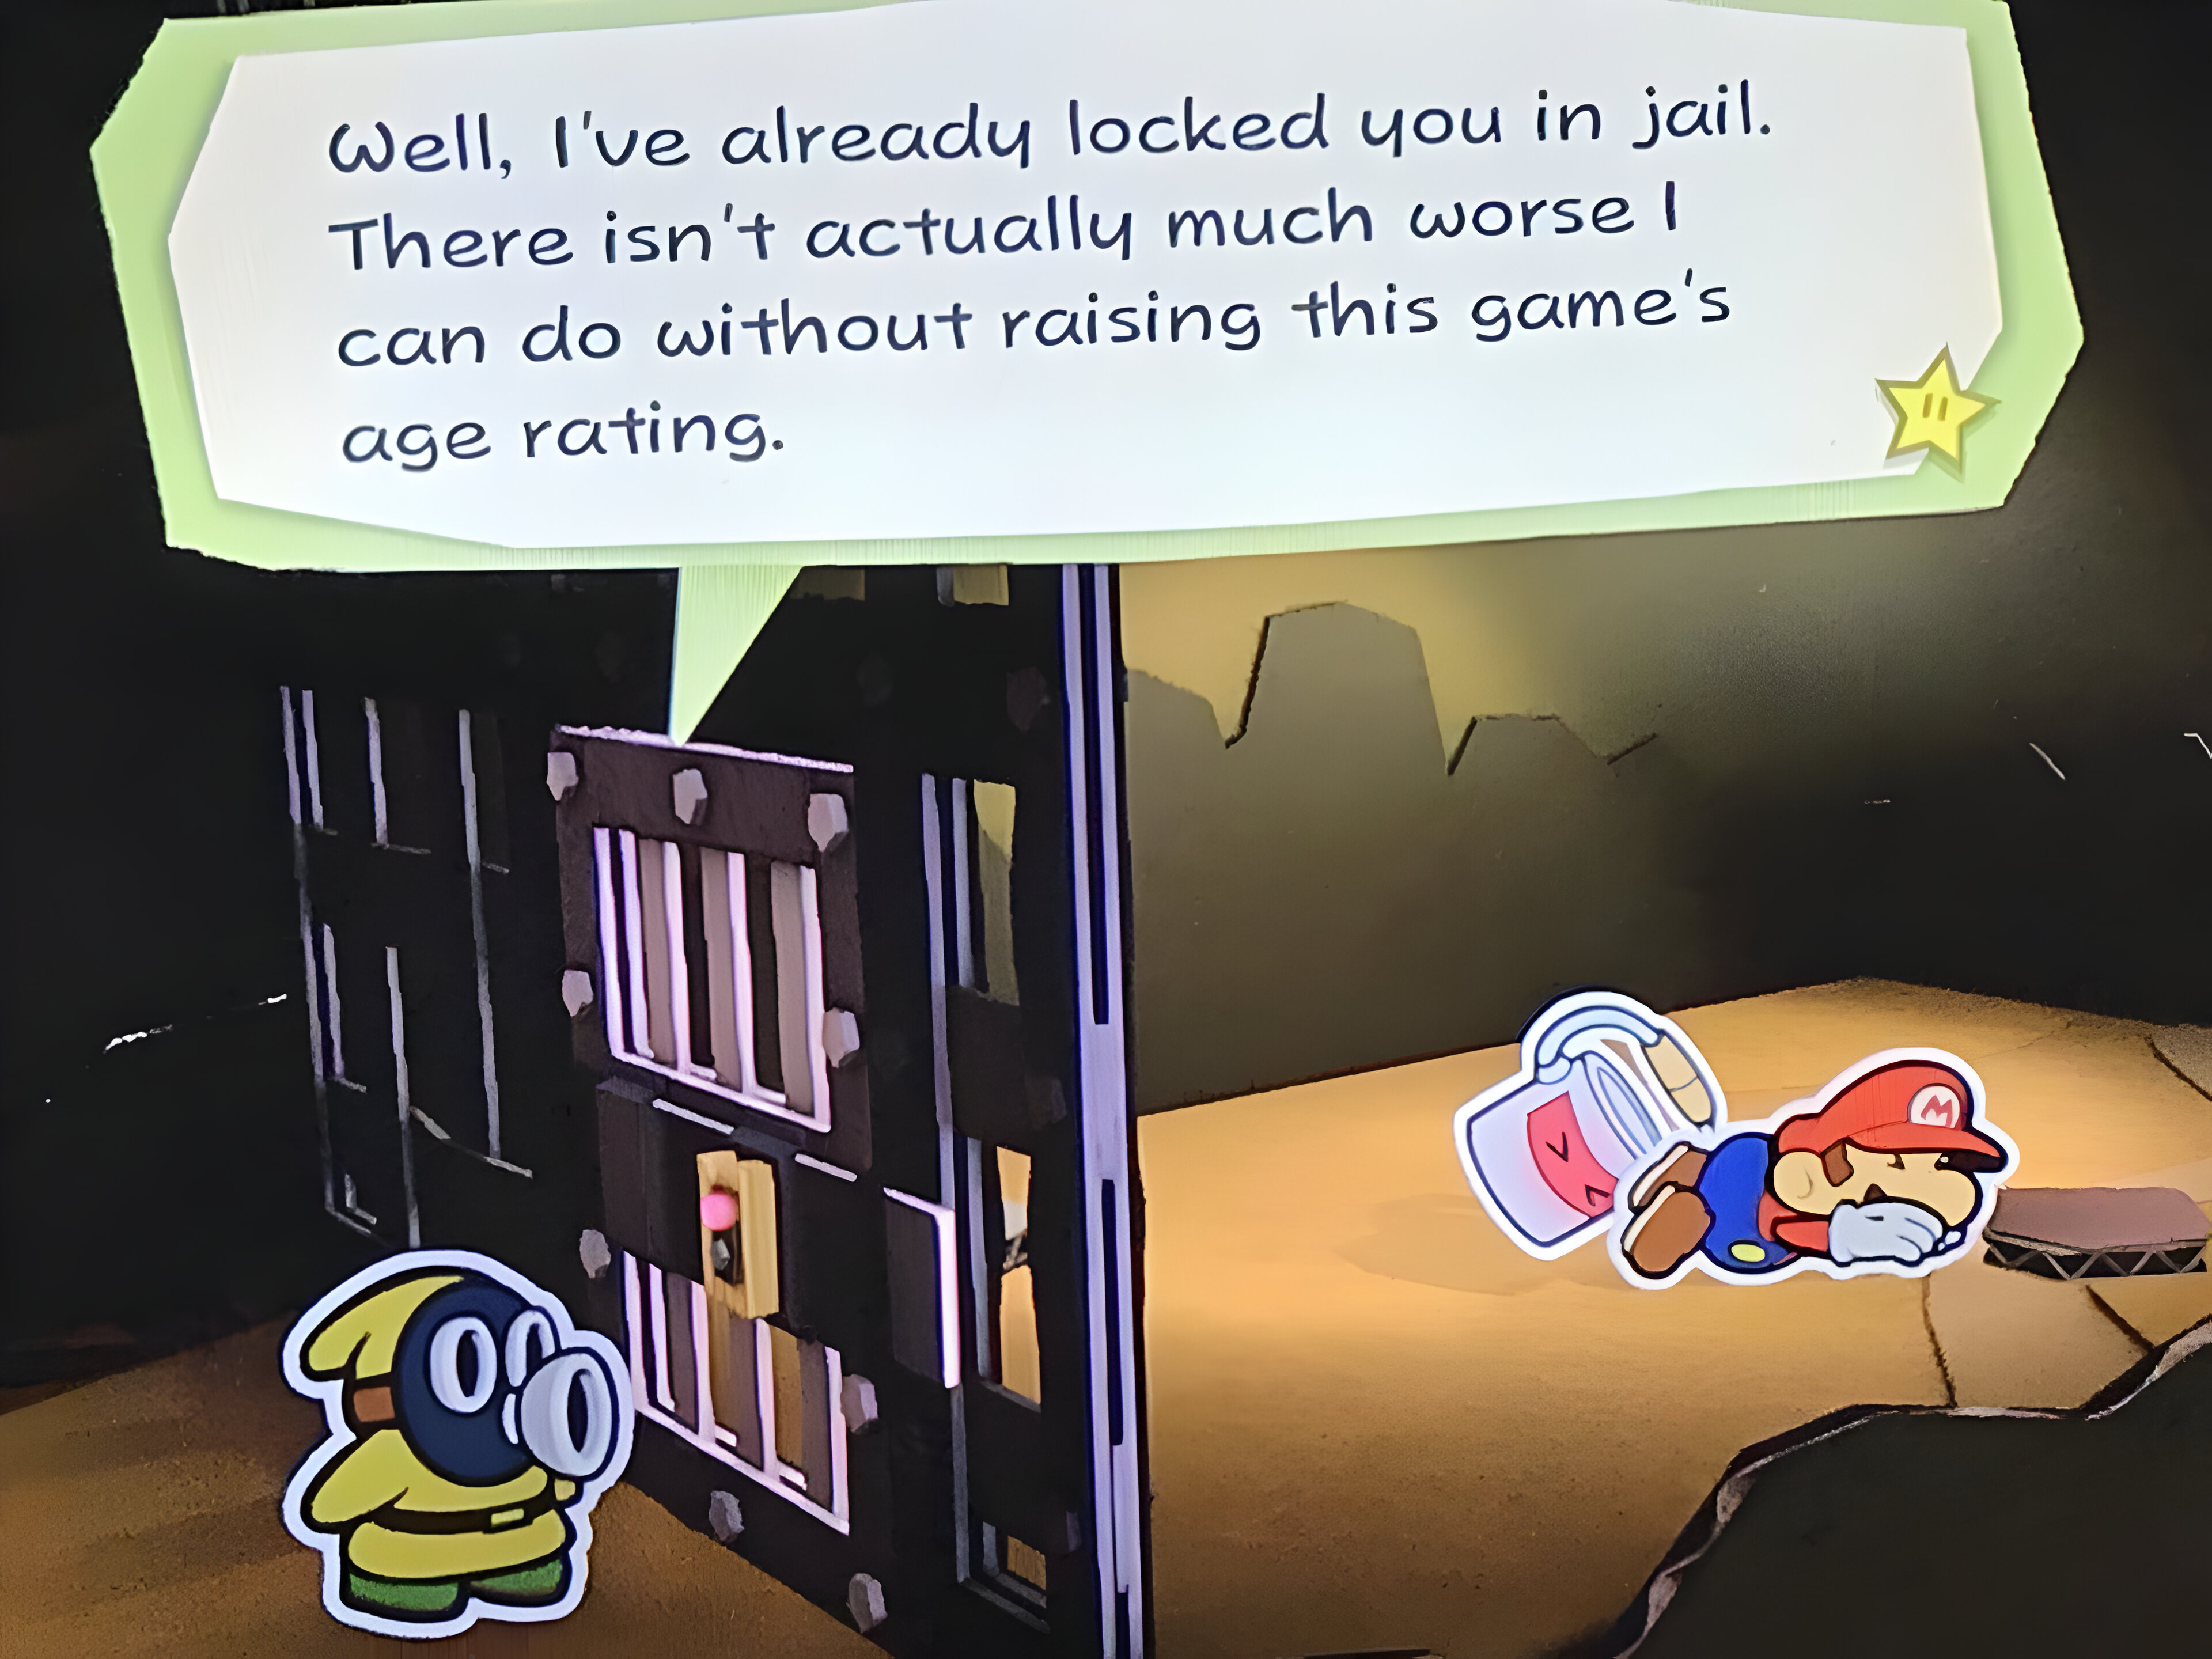 Well, I've already locked you in jail.
There isn't actually much worse I
can do without raising this game's
age rating.
M